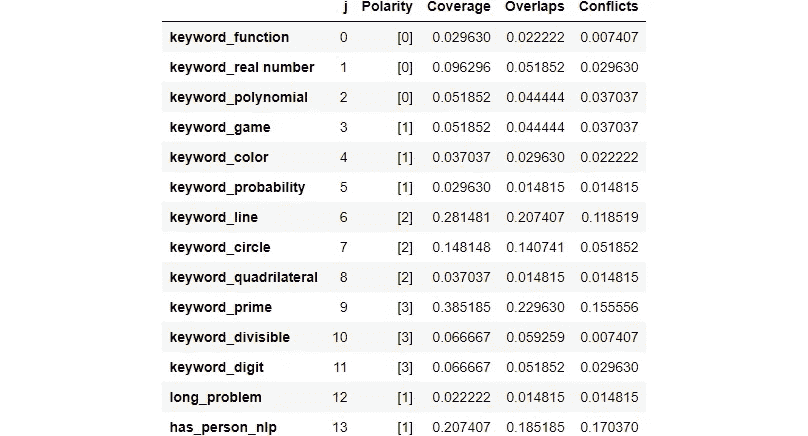 j Polarity Coverage Overlaps Conflicts
keyword_function 0 [0] 0.029630 0.022222 0.007407
keyword_real number 1 [0] 0.096296 0.051852 0.029630
keyword_polynomial 2 [0] 0.051852 0.044444 0.037037
keyword_game 3 [1] 0.051852 0.044444 0.037037
keyword_color 4 [1] 0.037037 0.029630 0.022222
keyword_probability 5 [1] 0.029630 0.014815 0.014815
keyword_line 6 [2] 0.281481 0.207407 0.118519
keyword_circle 7 [2] 0.148148 0.140741 0.051852
keyword_quadrilateral 8 [2] 0.037037 0.014815 0.014815
keyword_prime 9 [3] 0.385185 0.229630 0.155556
keyword_divisible 10 [3] 0.066667 0.059259 0.007407
keyword_digit 11 [3] 0.066667 0.051852 0.029630
long_problem 12 [1] 0.022222 0.014815 0.014815
has_person_nlp 13 [1] 0.207407 0.185185 0.170370